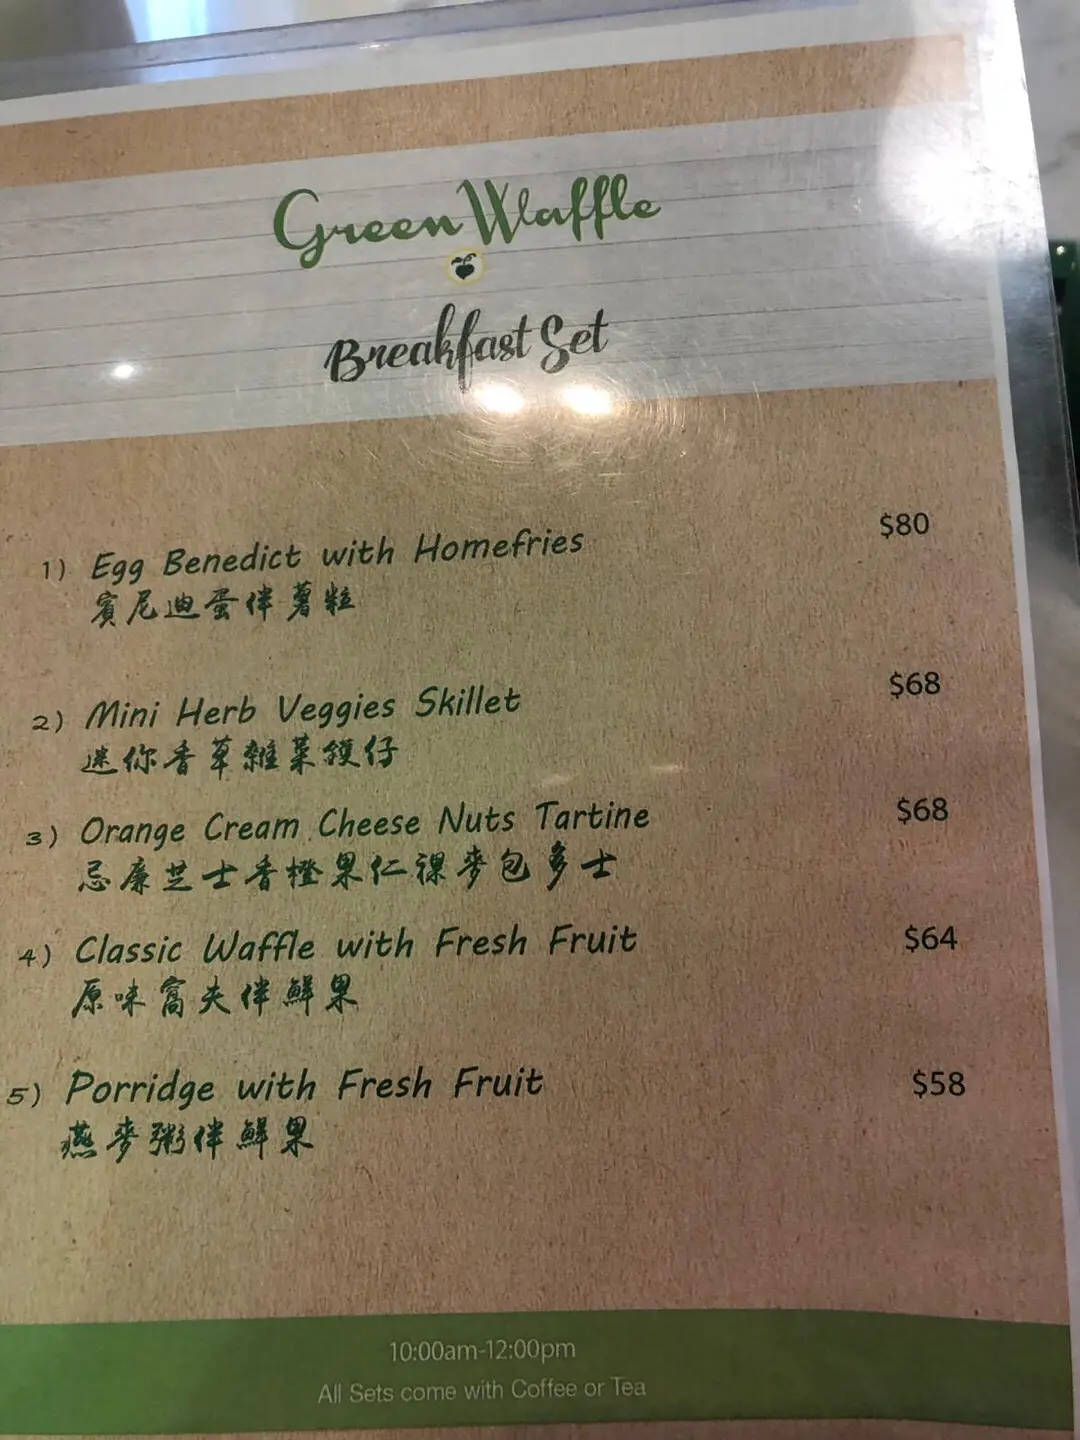 Green Waffle
Breakfast Set
1) Egg Benedict with Homefries $80
賓尼迪蛋伴薯粒
2) Mini Herb Veggies Skillet $68
迷你香草雜菜鑊仔
3) Orange Cream Cheese Nuts Tartine $68
忌廉芝士香橙果仁裸麥包多士
4) Classic Waffle with Fresh Fruit $64
原味窩夫伴鮮果
5) Porridge with Fresh Fruit $58
燕麥粥伴鮮果
10:00am-12:00pm
All Sets come with Coffee or Tea